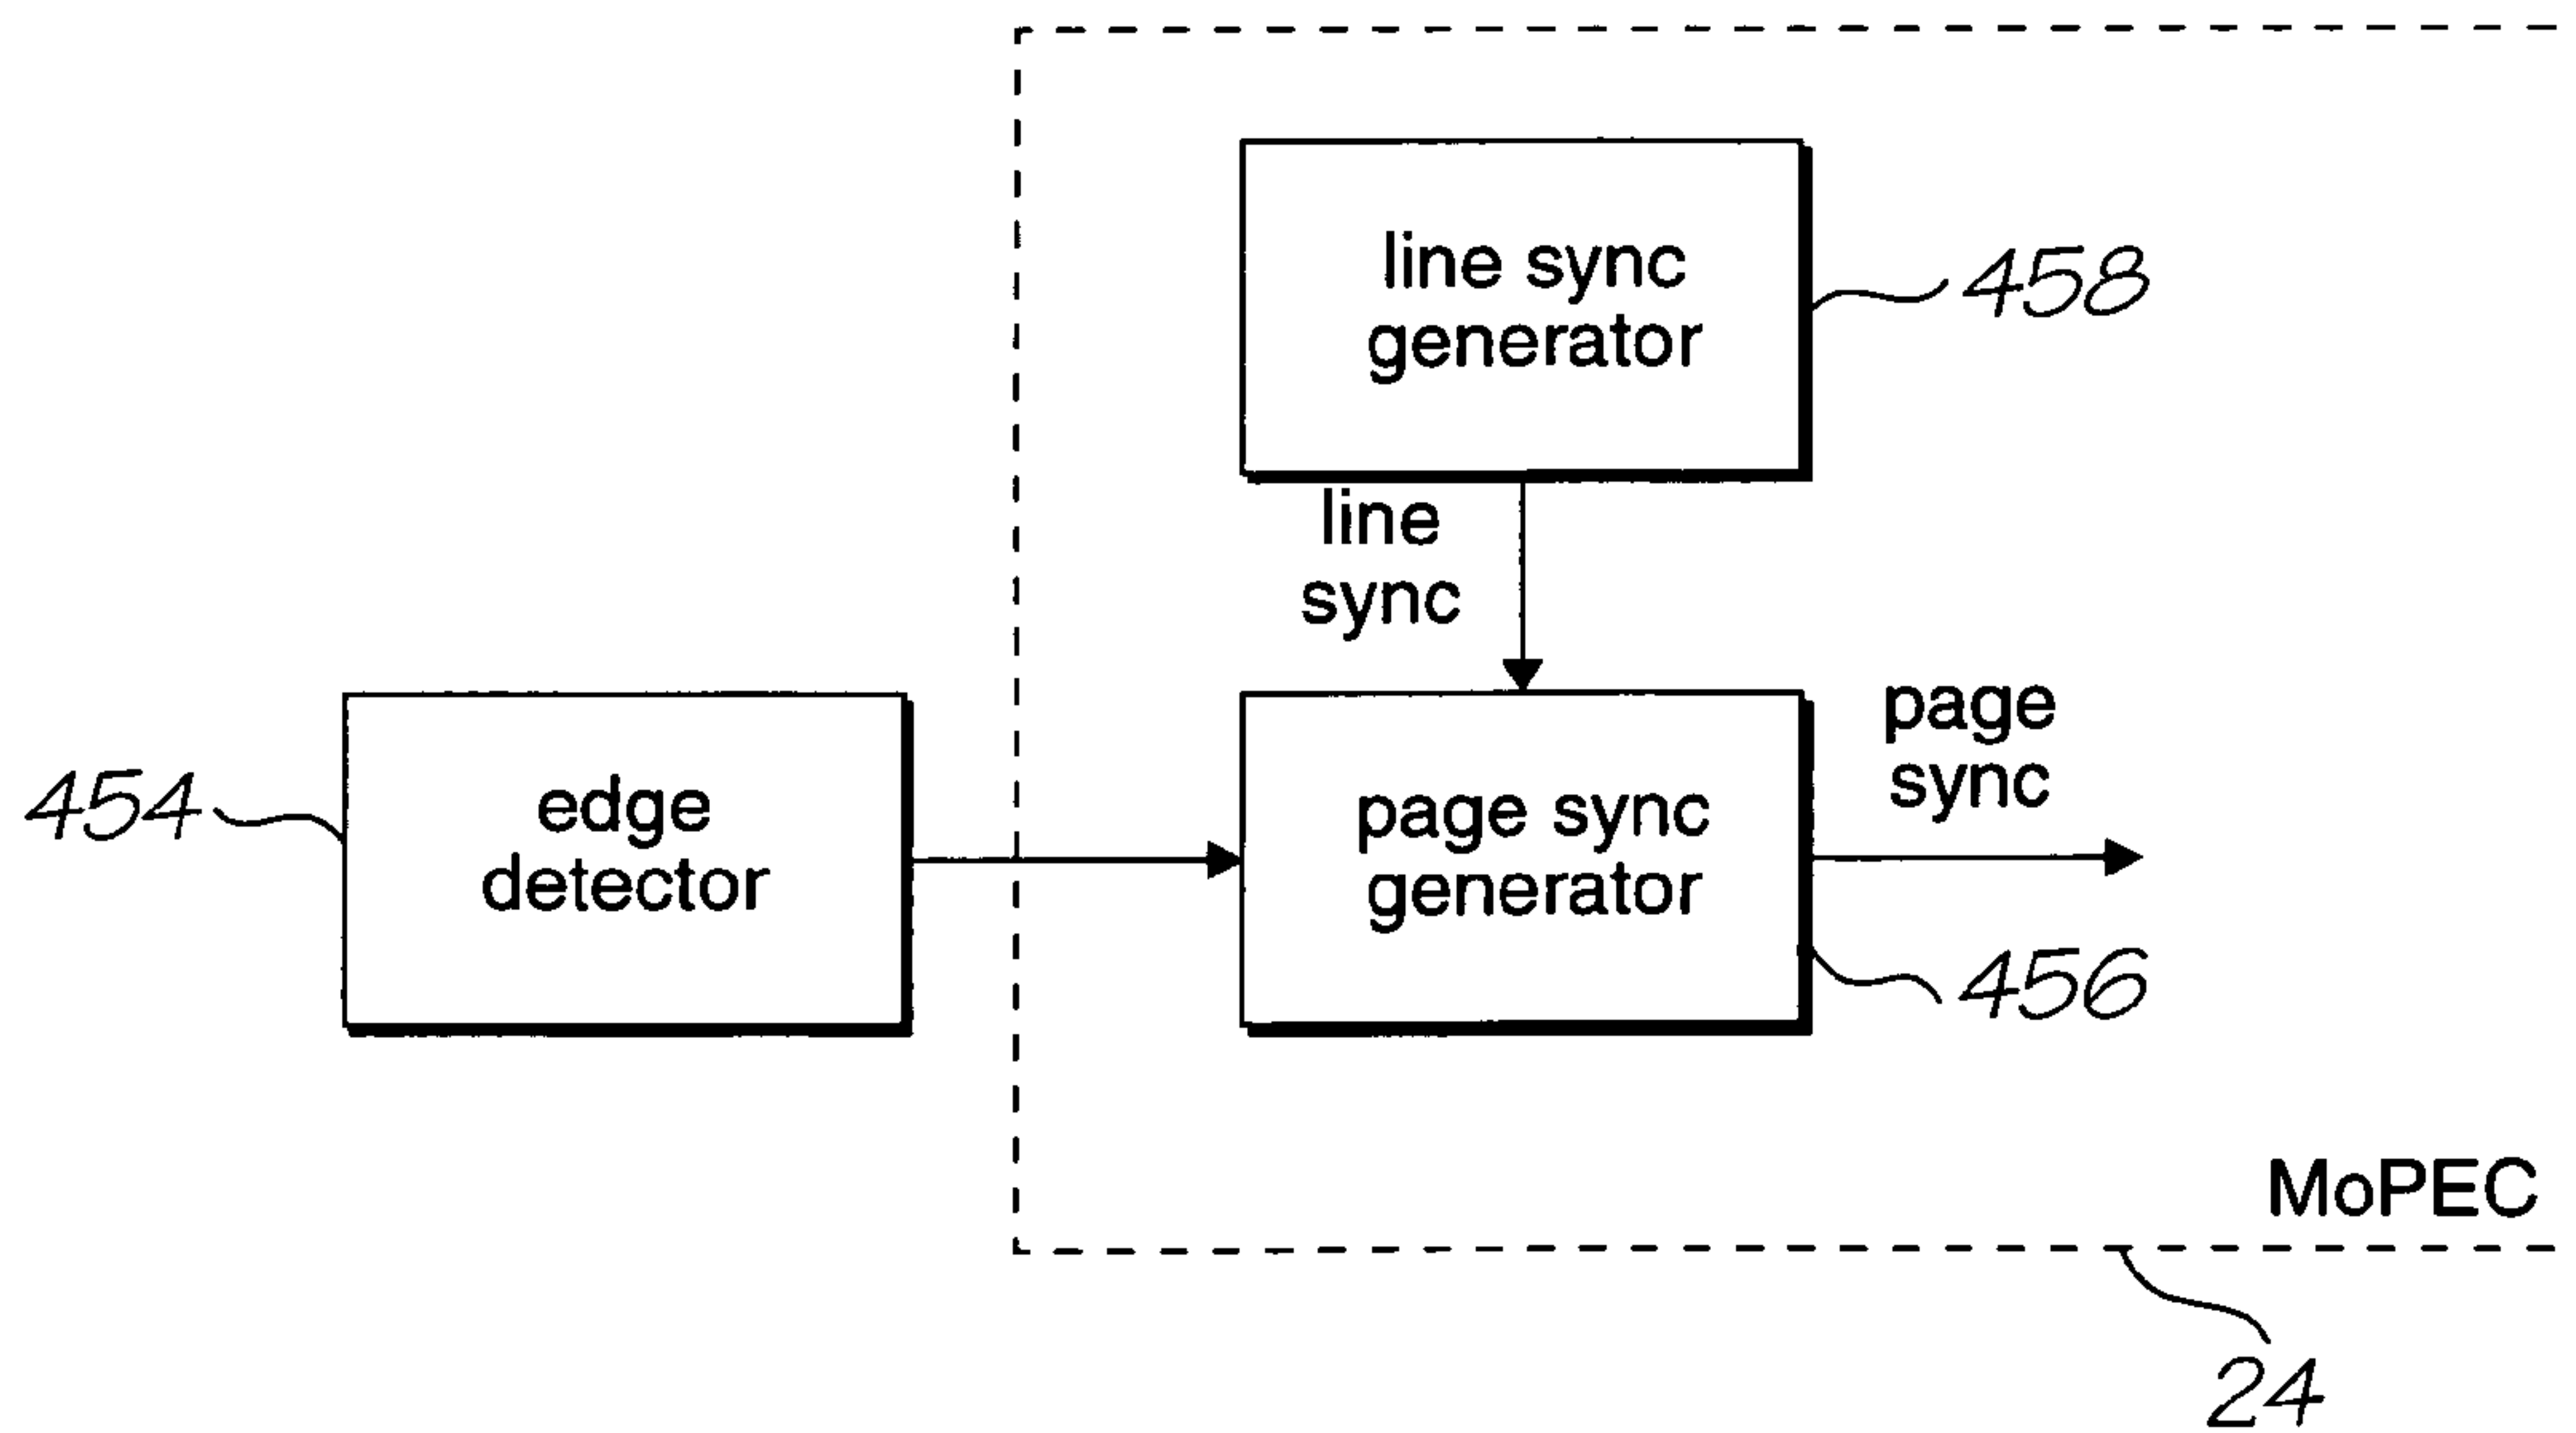 line sync
generator
458
line
sync
page
sync
454
edge
detector
page sync
generator
456
MoPEC
24